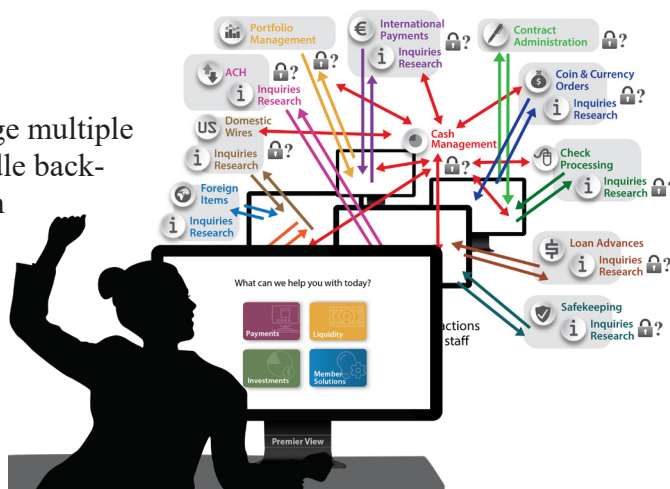 Portfolio
Management
?
International
Payments
i Inquiries
Research
?
Contract
Administration
?
ACH
i Inquiries
Research
?
Coin & Currency
Orders
i Inquiries
Research
?
Domestic
Wires
i Inquiries
Research
?
Cash
Management
?
Check
Processing
i Inquiries
Research
?
Foreign
Items
i Inquiries
Research
Loan Advances
i Inquiries
Research
?
Safekeeping
i Inquiries
Research
?
ge multiple
dle back-
What can we help you with today?
Payments
Liquidity
Investments
Member
Solutions
actions
staff
Premier View